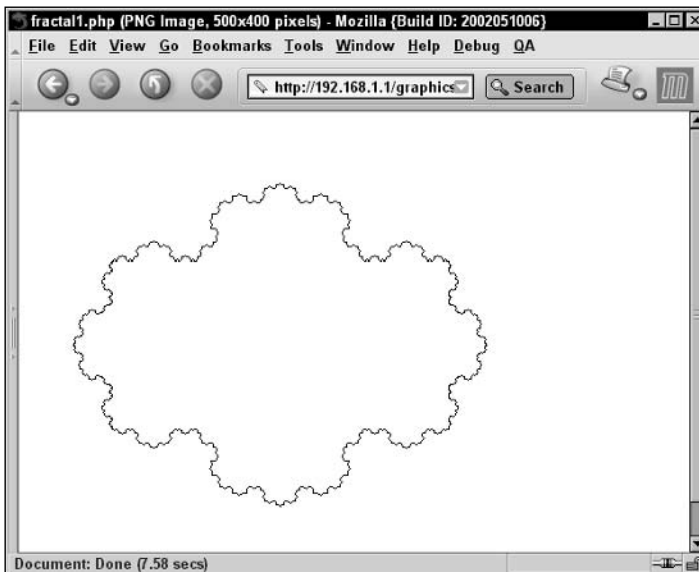 fractal1.php (PNG Image, 500x400 pixels) - Mozilla {Build ID: 2002051006}
File Edit View Go Bookmarks Tools Window Help Debug QA
http://192.168.1.1/graphics Search
Document: Done (7.58 secs)